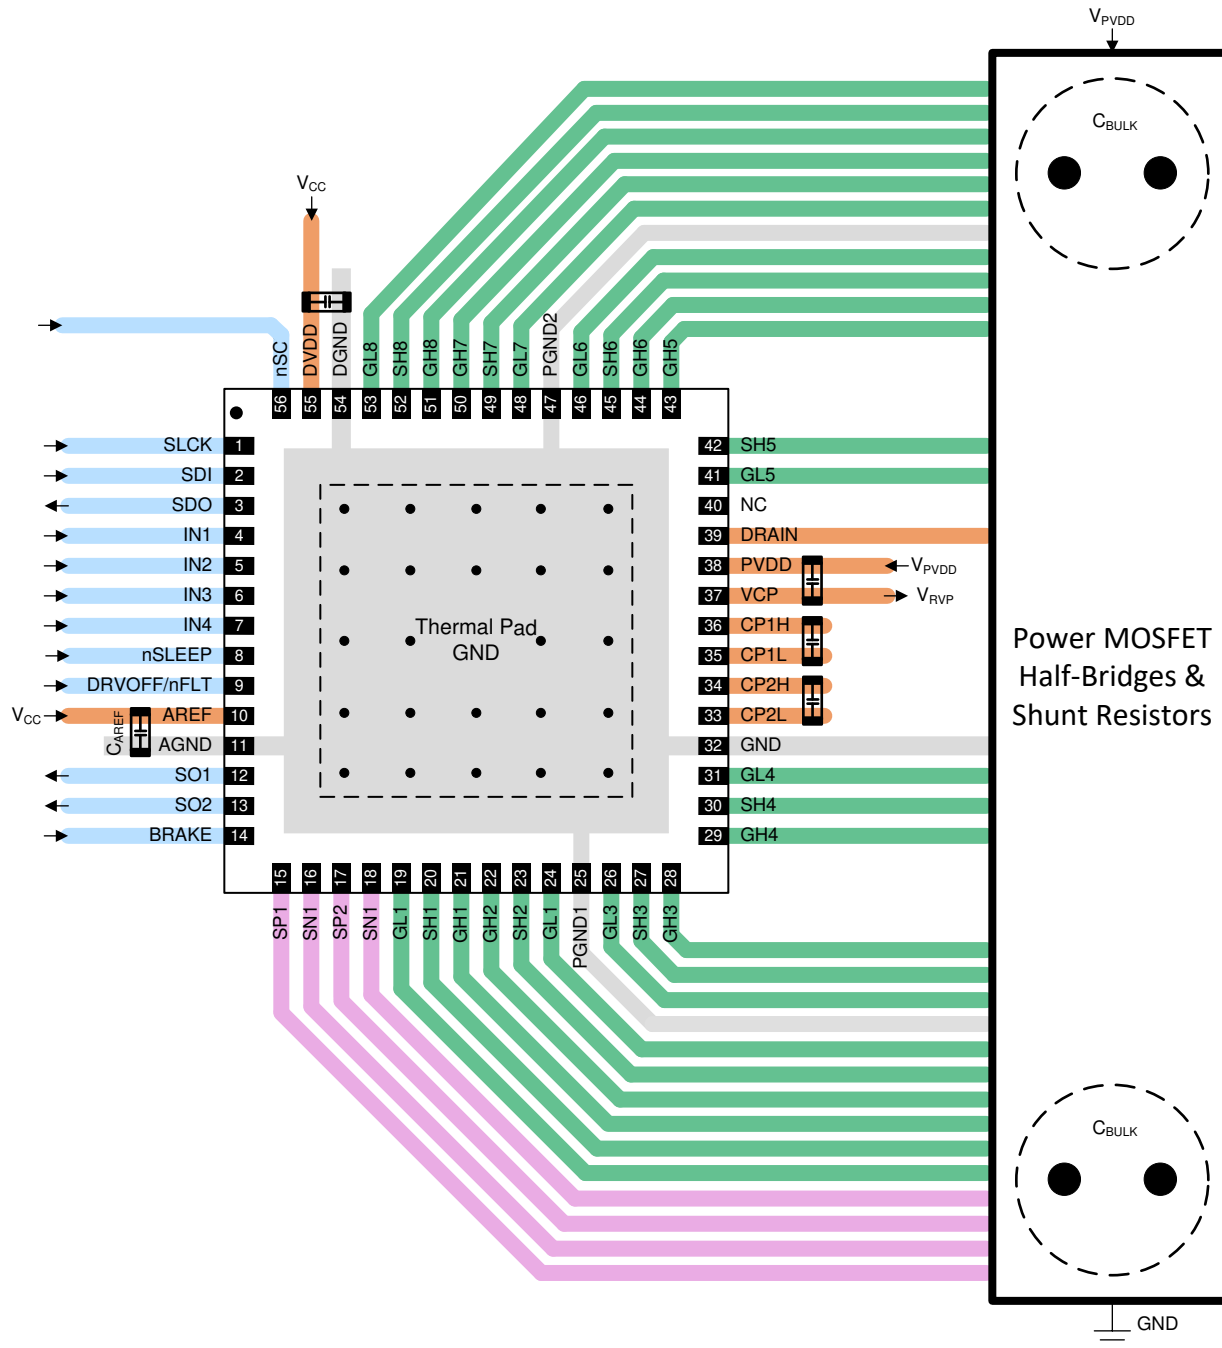 VPVDD
CBULK
VCC
nSC
DVDD
DGND
GL8
SH8
GH8
GH7
SH7
GL7
PGND2
GL6
SH6
GH6
GH5
56
55
54
53
52
51
50
49
48
47
46
45
44
43
SLCK 1
SDI 2
SDO 3
IN1 4
IN2 5
IN3 6
IN4 7
nSLEEP 8
DRVOFF/nFLT 9
VCC AREF 10
CAREF
AGND 11
SO1 12
SO2 13
BRAKE 14
Thermal Pad
GND
42 SH5
41 GL5
40 NC
39 DRAIN
38 PVDD VPVDD
37 VCP VRVP
36 CP1H
35 CP1L
34 CP2H
33 CP2L
32 GND
31 GL4
30 SH4
29 GH4
Power MOSFET
Half-Bridges &
Shunt Resistors
15
16
17
18
19
20
21
22
23
24
25
26
27
28
SP1
SN1
SP2
SN1
GL1
SH1
GH1
GH2
SH2
GL1
PGND1
GL3
SH3
GH3
CBULK
GND